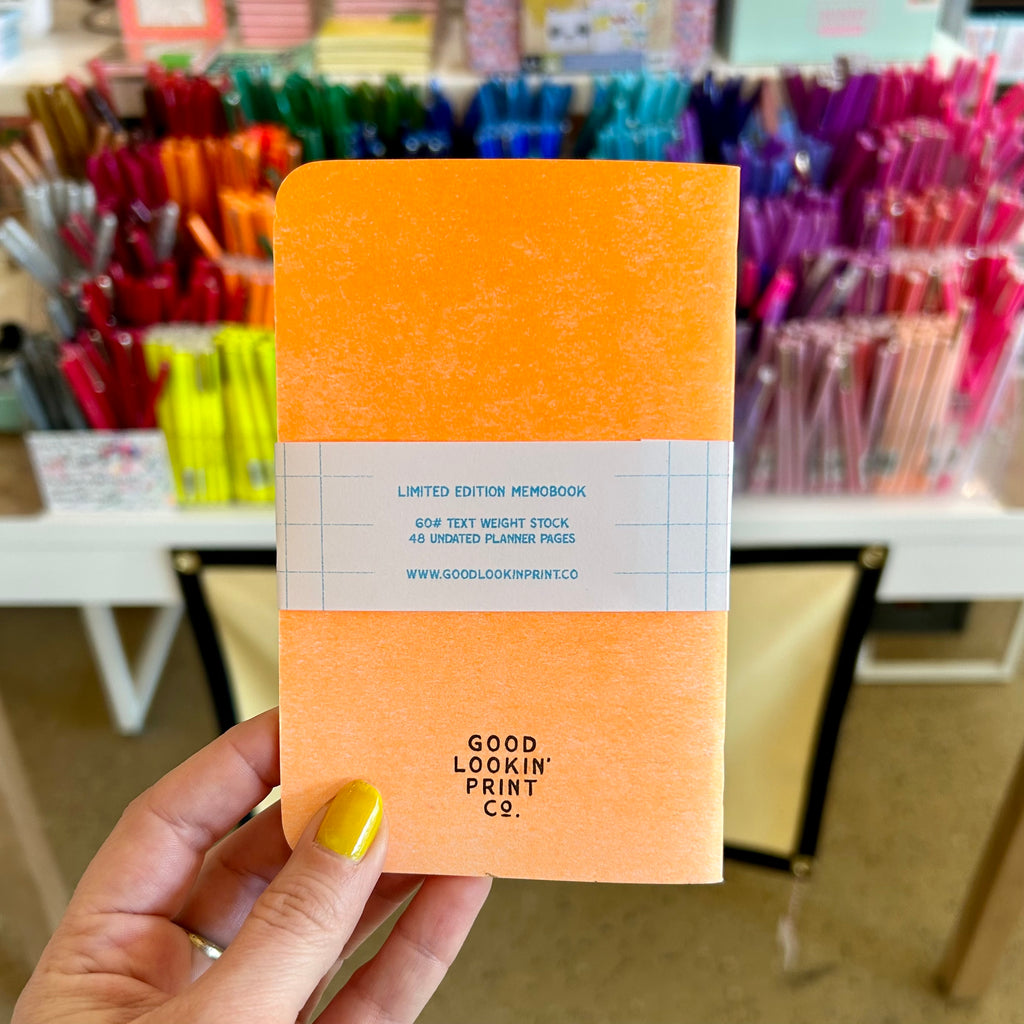 LIMITED EDITION MEMOBOOK
60# TEXT WEIGHT STOCK
48 UNDATED PLANNER PAGES
WWW.GOODLOOKINPRINT.CO
GOOD
LOOKIN'
PRINT
Co.